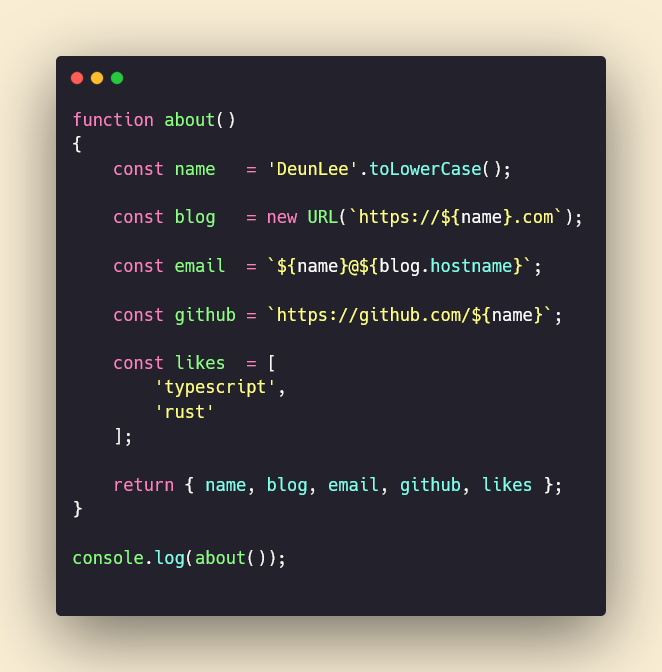 function about()
{
    const name   = 'DeunLee'.toLowerCase();

    const blog   = new URL(`https://${name}.com`);

    const email  = `${name}@${blog.hostname}`;

    const github = `https://github.com/${name}`;

    const likes  = [
        'typescript',
        'rust'
    ];

    return { name, blog, email, github, likes };
}

console.log(about());